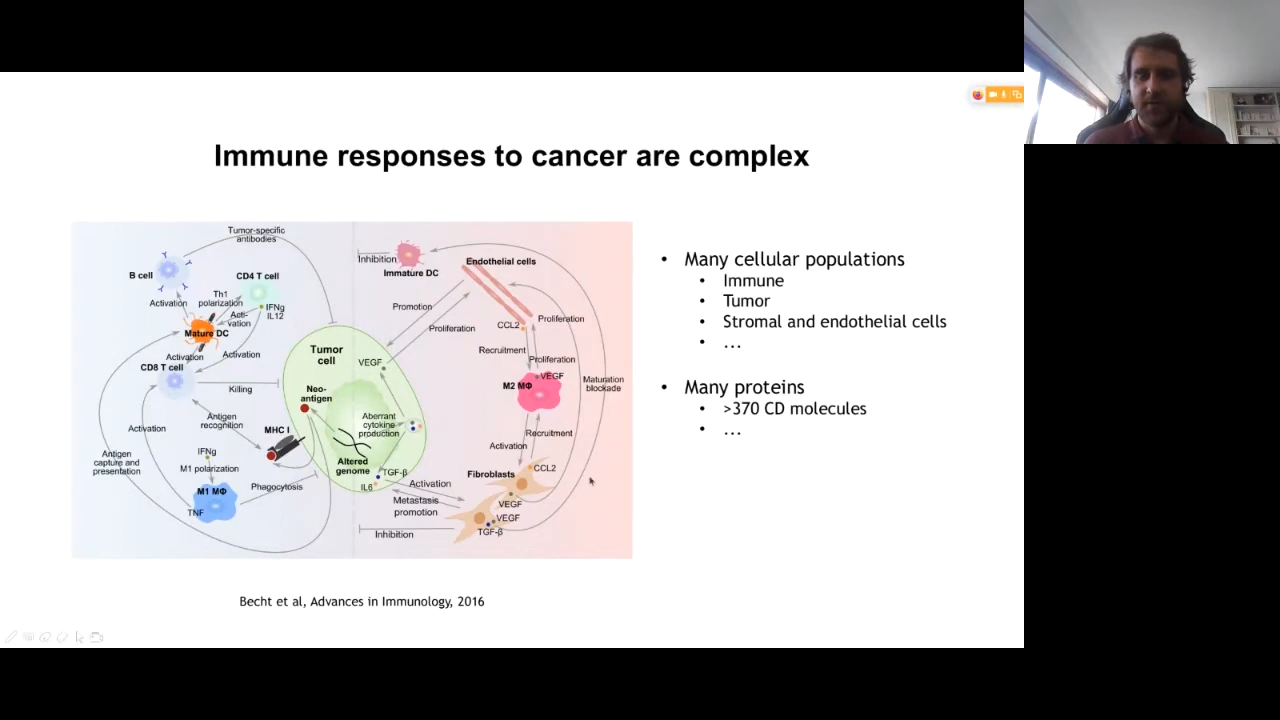 Immune responses to cancer are complex
Tumor-specific
antibodies
B cell
CD4 T cell
Activation
Th1
polarization
IFNg
IL12
Acti-
vation
Mature DC
Activation
Activation
CD8 T cell
Killing
Activation
Antigen
recognition
MHC I
Antigen
capture and
presentation
IFNg
M1 polarization
M1 MΦ
TNF
Phagocytosis
Tumor
cell
Neo-
antigen
VEGF
Aberrant
cytokine
production
Altered
genome
TGF-β
IL6
Inhibition
Immature DC
Endothelial cells
Promotion
Proliferation
CCL2
Proliferation
Recruitment
Proliferation
VEGF
M2 MΦ
Maturation
blockade
Recruitment
Activation
Fibroblasts
CCL2
Activation
Metastasis
promotion
VEGF
VEGF
TGF-β
Inhibition
Becht et al, Advances in Immunology, 2016
• Many cellular populations
• Immune
• Tumor
• Stromal and endothelial cells
• ...
• Many proteins
• >370 CD molecules
• ...